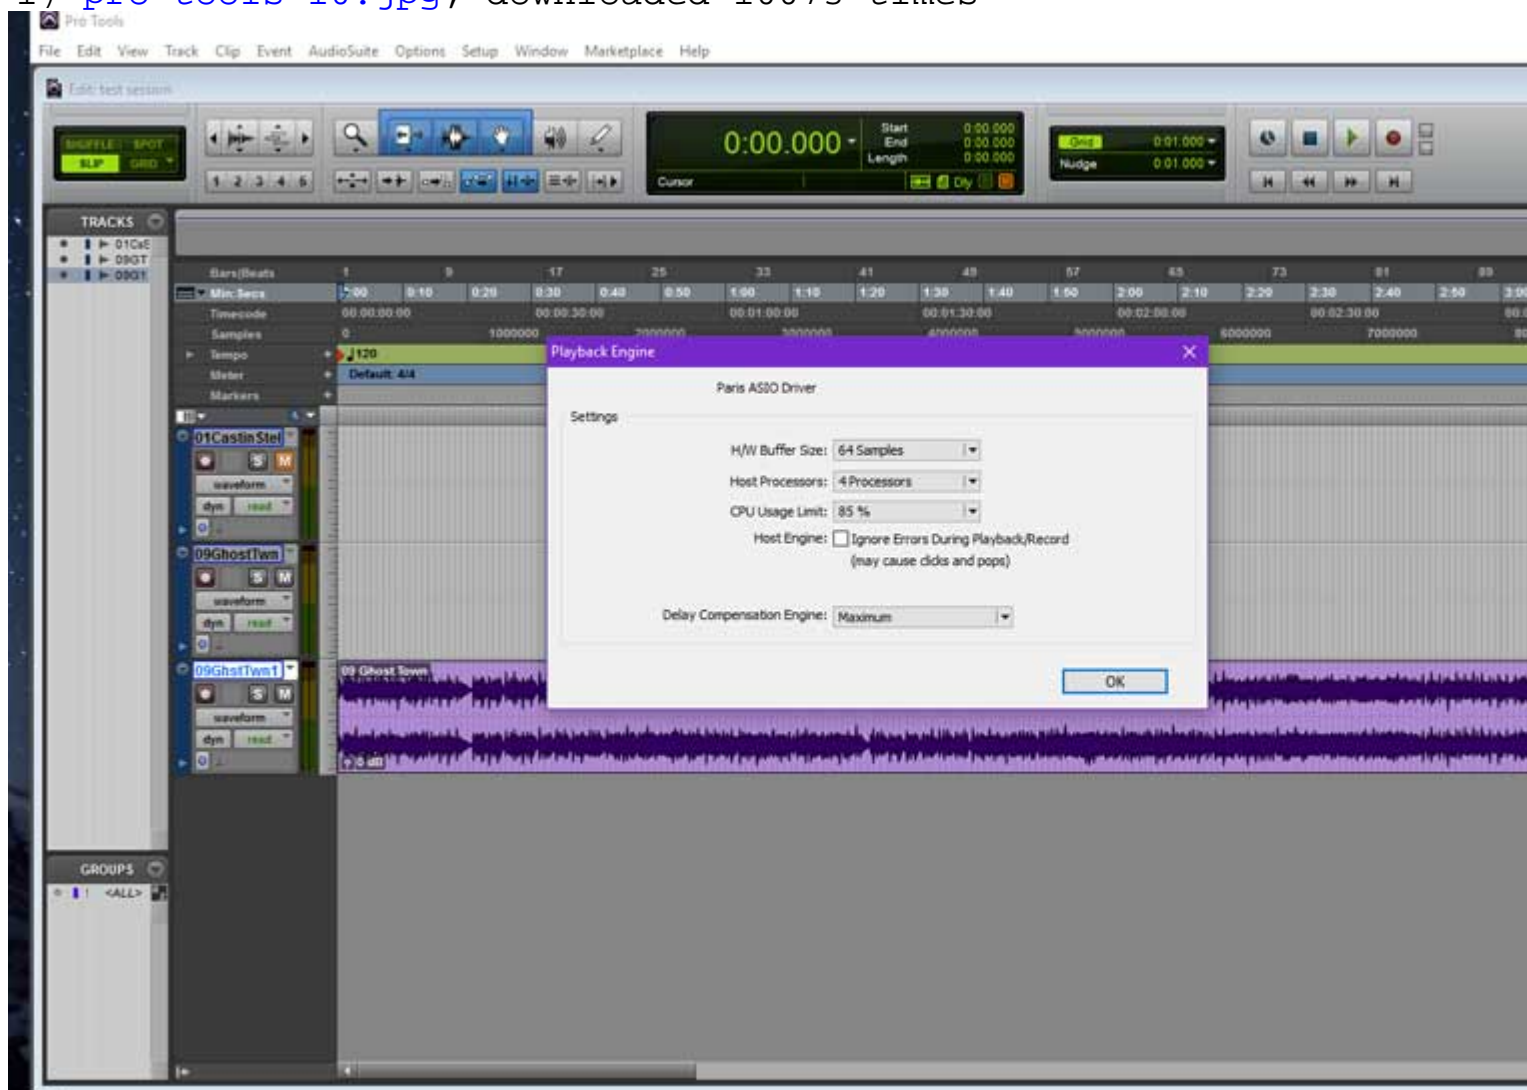 1) pro tools 10.jpg, downloaded 10073 times
Pro Tools
File Edit View Track Clip Event AudioSuite Options Setup Window Marketplace Help
Edit: test session
SHUFFLE SPOT
SLIP GRID
1 2 3 4 5
0:00.000
Start 0:00.000
End 0:00.000
Length 0:00.000
Cursor
Dly
Grid 0:01.000
Nudge 0:01.000
TRACKS
01CaS
09GT
09GT
Bars|Beats 1 9 17 25 33 41 49 57 65 73 81 89
Min:Secs 0:00 0:10 0:20 0:30 0:40 0:50 1:00 1:10 1:20 1:30 1:40 1:50 2:00 2:10 2:20 2:30 2:40 2:50 3:00
Timecode 00:00:00:00 00:00:30:00 00:01:00:00 00:01:30:00 00:02:00:00 00:02:30:00
Samples 0 1000000 2000000 3000000 4000000 5000000 6000000 7000000
Tempo 120
Meter Default: 4/4
Markers
Playback Engine
Paris ASIO Driver
Settings
H/W Buffer Size: 64 Samples
Host Processors: 4 Processors
CPU Usage Limit: 85 %
Host Engine: Ignore Errors During Playback/Record
(may cause clicks and pops)
Delay Compensation Engine: Maximum
OK
01CastinStel
S M
waveform
dyn read
09GhostTwn
S M
waveform
dyn read
09GhstTwn1
S M
waveform
dyn read
09 Ghost Town
0 dB
GROUPS
! <ALL>